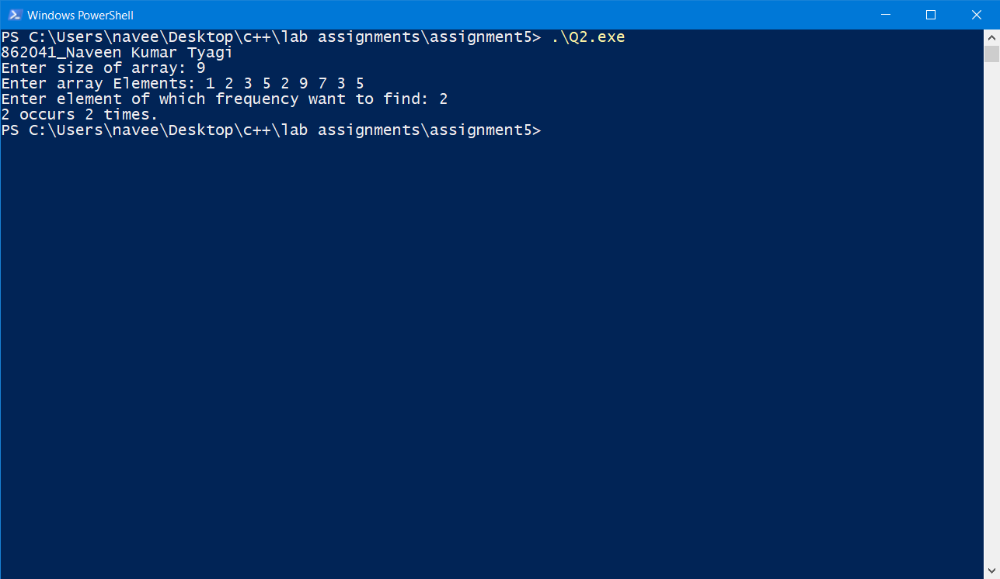 Windows PowerShell
PS C:\Users\navee\Desktop\c++\lab assignments\assignment5> .\Q2.exe
862041_Naveen Kumar Tyagi
Enter size of array: 9
Enter array Elements: 1 2 3 5 2 9 7 3 5
Enter element of which frequency want to find: 2
2 occurs 2 times.
PS C:\Users\navee\Desktop\c++\lab assignments\assignment5>